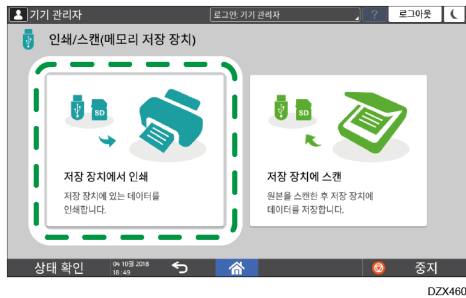 기기 관리자
로그인: 기기 관리자
?
로그아웃
인쇄/스캔(메모리 저장 장치)
SD
저장 장치에서 인쇄
저장 장치에 있는 데이터를
인쇄합니다.
SD
저장 장치에 스캔
원본을 스캔한 후 저장 장치에
데이터를 저장합니다.
상태 확인
04 10월 2018
18 : 49
중지
DZX460